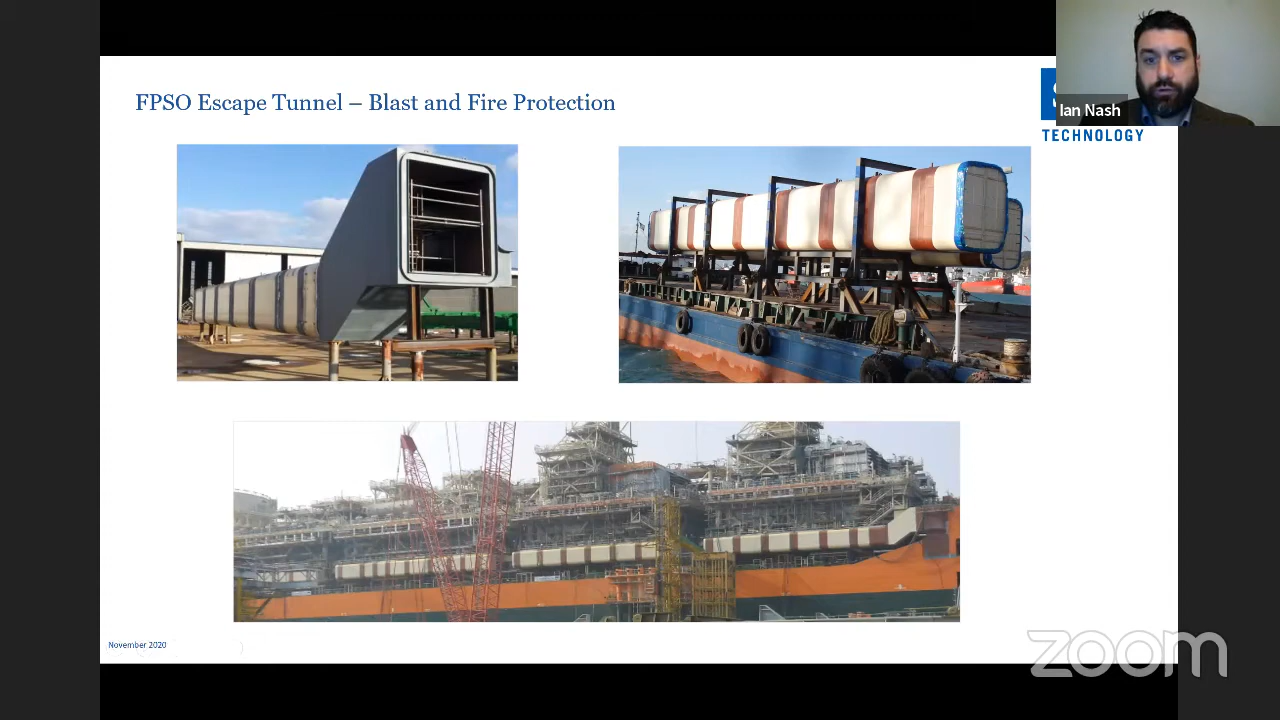 FPSO Escape Tunnel – Blast and Fire Protection
Ian Nash
TECHNOLOGY
November 2020
zoom